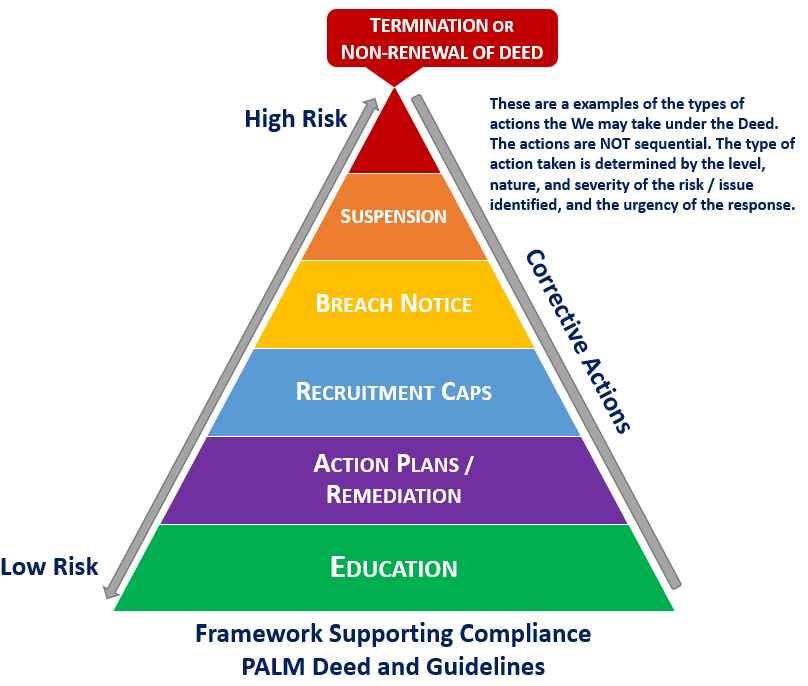 TERMINATION OR
NON-RENEWAL OF DEED
High Risk
These are a examples of the types of
actions the We may take under the Deed.
The actions are NOT sequential. The type of
action taken is determined by the level,
nature, and severity of the risk / issue
identified, and the urgency of the response.
SUSPENSION
Corrective Actions
BREACH NOTICE
RECRUITMENT CAPS
ACTION PLANS /
REMEDIATION
Low Risk
EDUCATION
Framework Supporting Compliance
PALM Deed and Guidelines